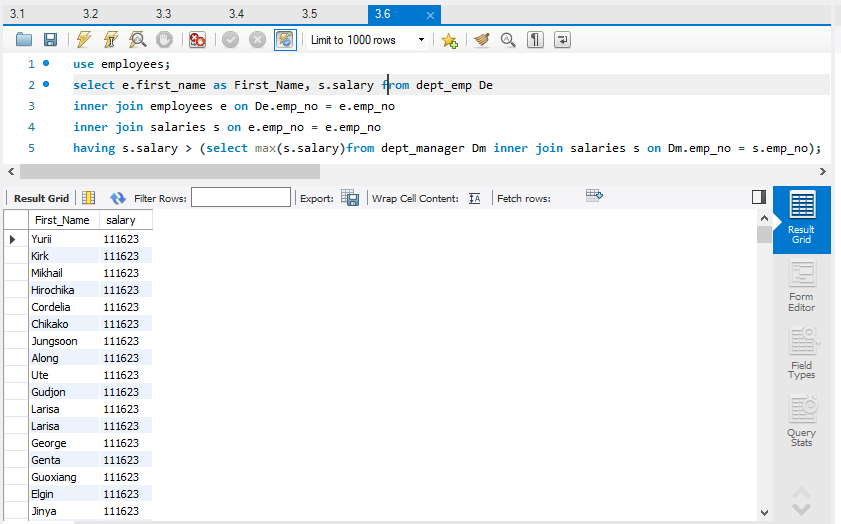 3.1 3.2 3.3 3.4 3.5 3.6
Limit to 1000 rows
1 use employees;
2 select e.first_name as First_Name, s.salary from dept_emp De
3 inner join employees e on De.emp_no = e.emp_no
4 inner join salaries s on e.emp_no = e.emp_no
5 having s.salary > (select max(s.salary)from dept_manager Dm inner join salaries s on Dm.emp_no = s.emp_no);
Result Grid Filter Rows: Export: Wrap Cell Content: IA Fetch rows:
First_Name salary
Yurii 111623
Kirk 111623
Mikhail 111623
Hirochika 111623
Cordelia 111623
Chikako 111623
Jungsoon 111623
Along 111623
Ute 111623
Gudjon 111623
Larisa 111623
Larisa 111623
George 111623
Genta 111623
Guoxiang 111623
Elgin 111623
Jinya 111623
Result
Grid
Form
Editor
Field
Types
Query
Stats